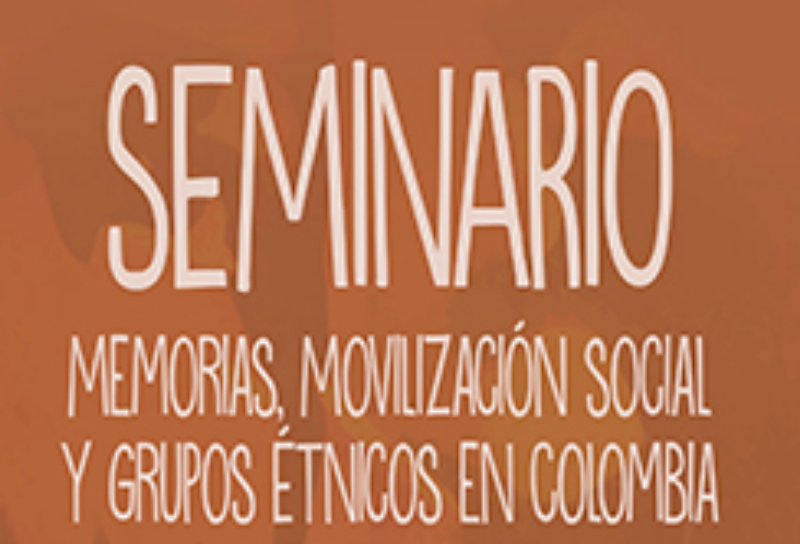 SEMINARIO
MEMORIAS, MOVILIZACIÓN SOCIAL
Y GRUPOS ÉTNICOS EN COLOMBIA